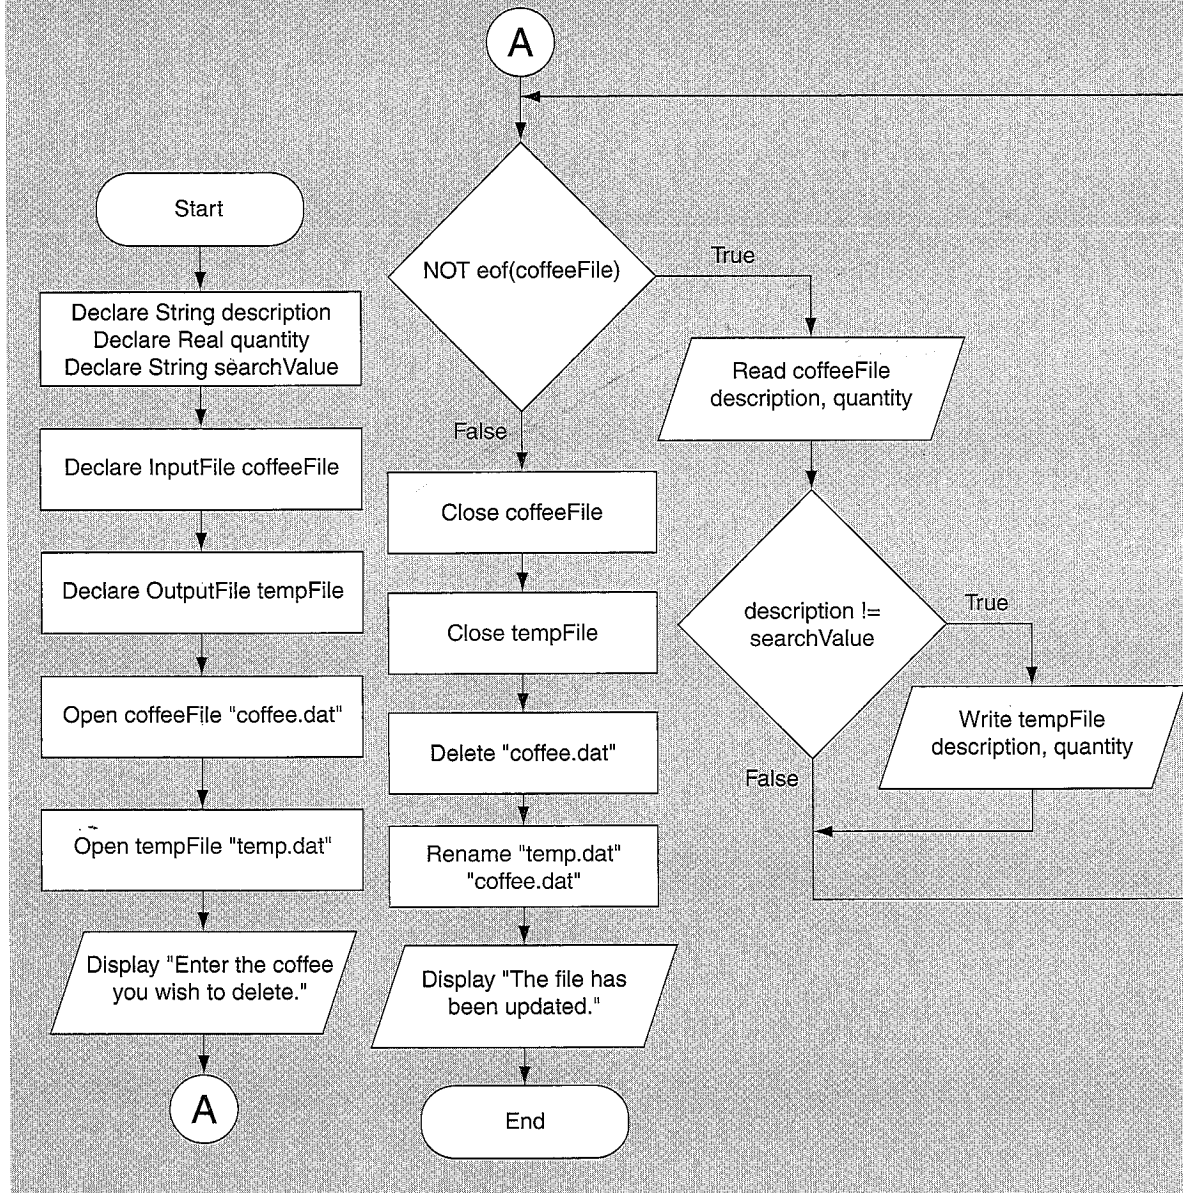 Start
Declare String description
Declare Real quantity
Declare String searchValue
Declare InputFile coffeeFile
Declare OutputFile tempFile
Open coffeeFile "coffee.dat"
Open tempFile "temp.dat"
Display "Enter the coffee
you wish to delete."
A
A
NOT eof(coffeeFile)
True
False
Read coffeeFile
description, quantity
description !=
searchValue
True
False
Write tempFile
description, quantity
Close coffeeFile
Close tempFile
Delete "coffee.dat"
Rename "temp.dat"
"coffee.dat"
Display "The file has
been updated."
End